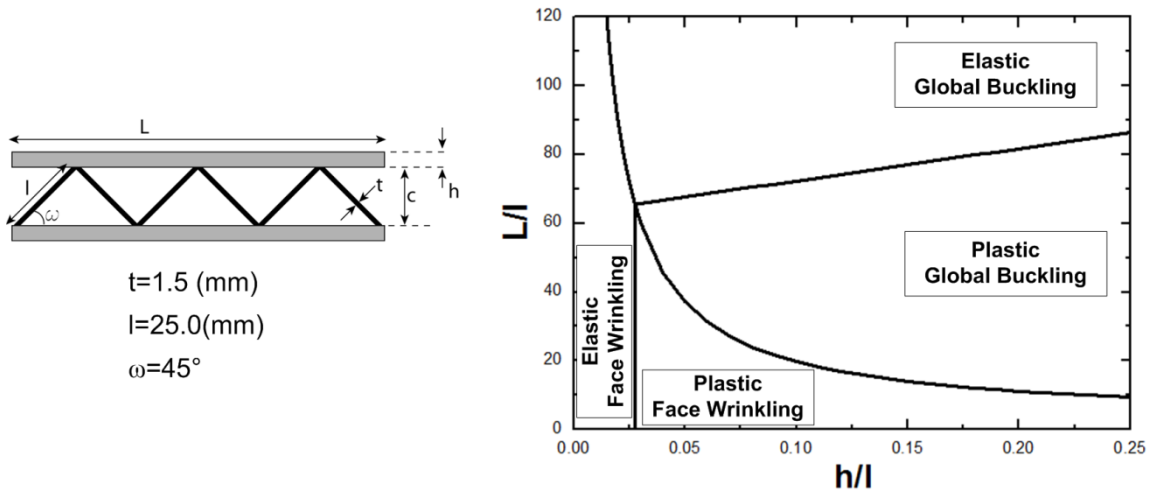 L
l
ω
t
c
h
t=1.5 (mm)
l=25.0(mm)
ω=45°
L/l
120
100
80
60
40
20
0
Elastic
Global Buckling
Plastic
Global Buckling
Elastic
Face Wrinkling
Plastic
Face Wrinkling
0.00
0.05
0.10
0.15
0.20
0.25
h/l